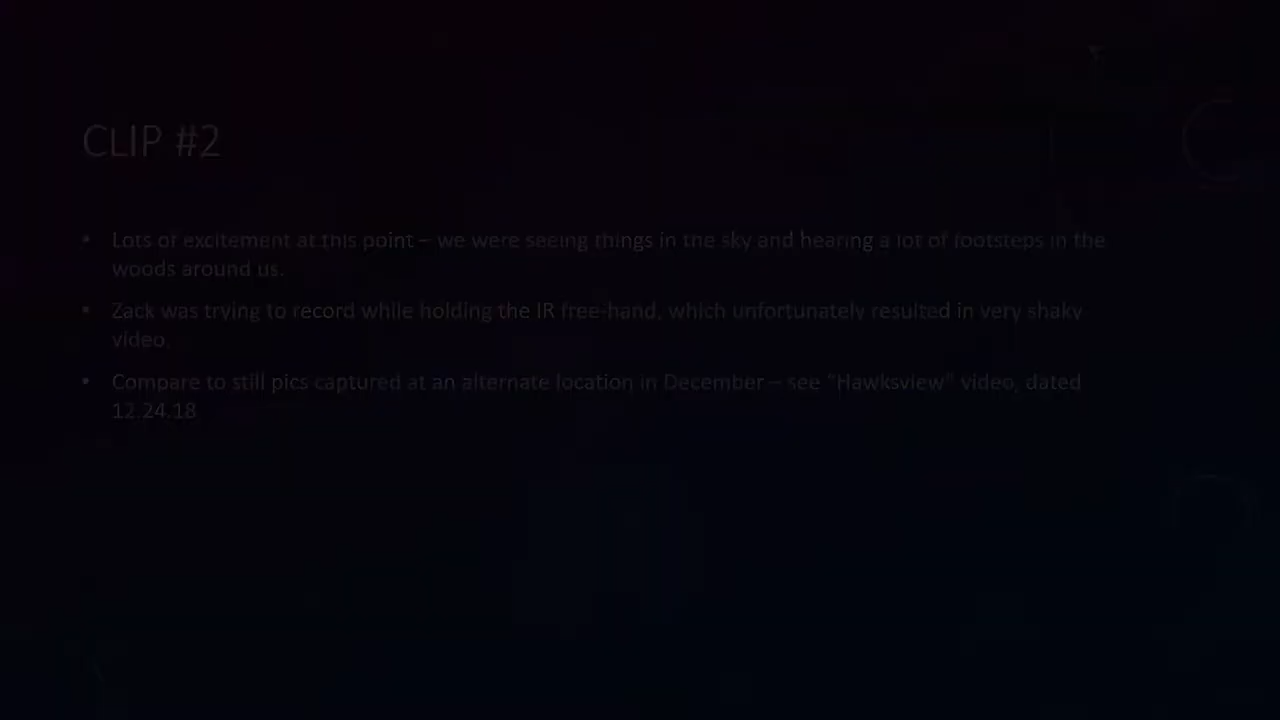 CLIP #2
• Lots of excitement at this point – we were seeing things in the sky and hearing a lot of footsteps in the
woods around us.
• Zack was trying to record while holding the IR free-hand, which unfortunately resulted in very shaky
video.
• Compare to still pics captured at an alternate location in December – see "Hawksview" video, dated
12.24.18